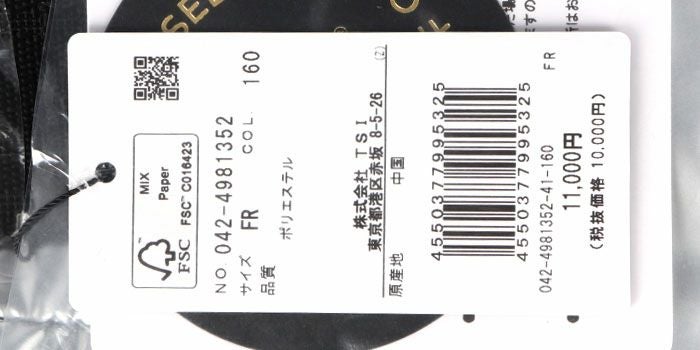 MIX
Paper
FSC™ C016423
FSC
NO. 042-4981352
COL. 160
サイズ FR
品質
ポリエステル
(2)
株式会社 TSI
東京都港区赤坂 8-5-26
原産地 中国
4550377995325
4550377995325
042-4981352-41-160 FR
11,000円
(税抜価格 10,000円)